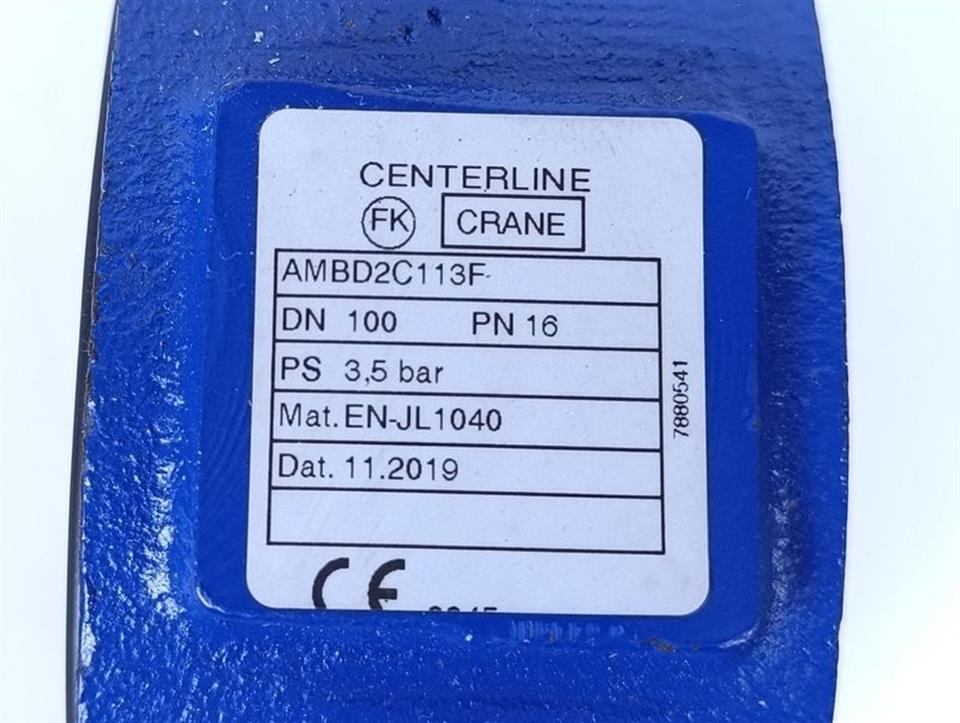 CENTERLINE
FK CRANE
AMBD2C113F
DN 100 PN 16
PS 3,5 bar
Mat. EN-JL1040
Dat. 11.2019
7880541
CE